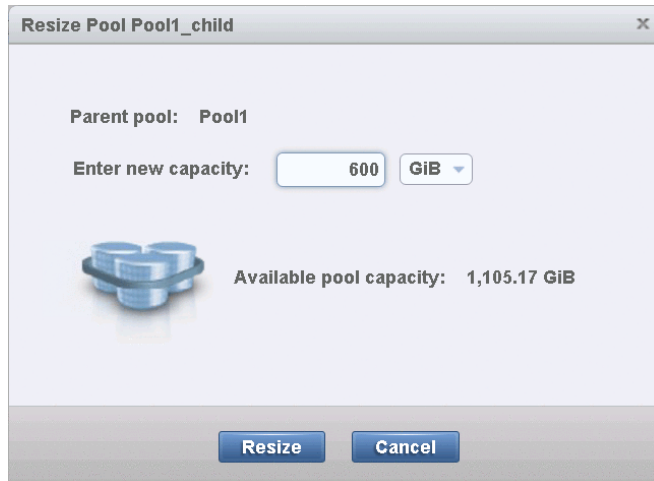 Resize Pool Pool1_child x
Parent pool: Pool1
Enter new capacity: 600 GiB
Available pool capacity: 1,105.17 GiB
Resize Cancel